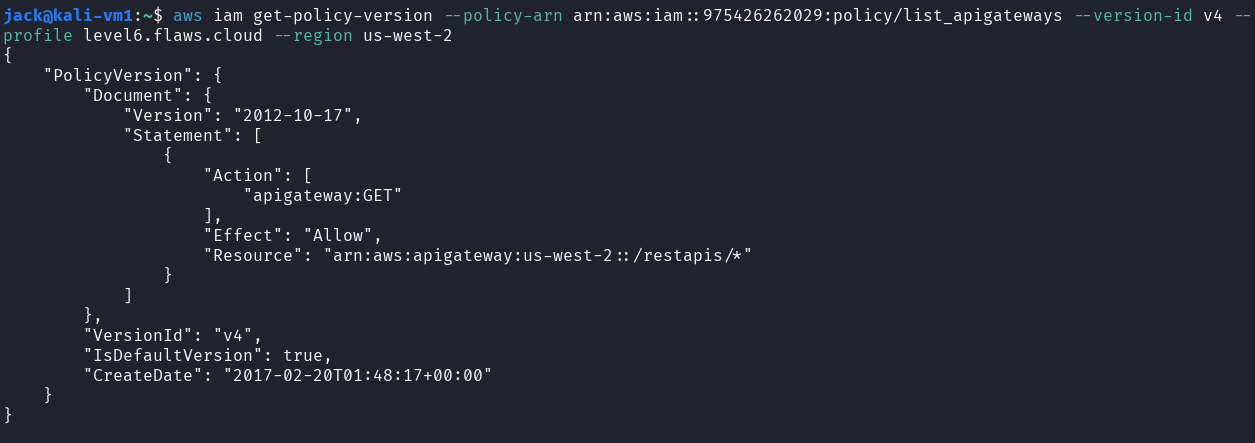 jack@kali-vm1:~$ aws iam get-policy-version --policy-arn arn:aws:iam::975426262029:policy/list_apigateways --version-id v4 --
profile level6.flaws.cloud --region us-west-2
{
    "PolicyVersion": {
        "Document": {
            "Version": "2012-10-17",
            "Statement": [
                {
                    "Action": [
                        "apigateway:GET"
                    ],
                    "Effect": "Allow",
                    "Resource": "arn:aws:apigateway:us-west-2::/restapis/*"
                }
            ]
        },
        "VersionId": "v4",
        "IsDefaultVersion": true,
        "CreateDate": "2017-02-20T01:48:17+00:00"
    }
}